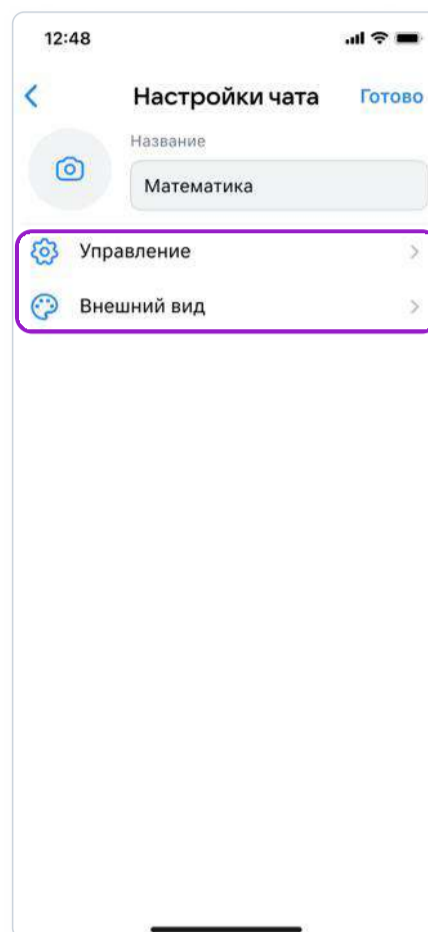 12:48
Настройки чата
Готово
Название
Математика
Управление
Внешний вид